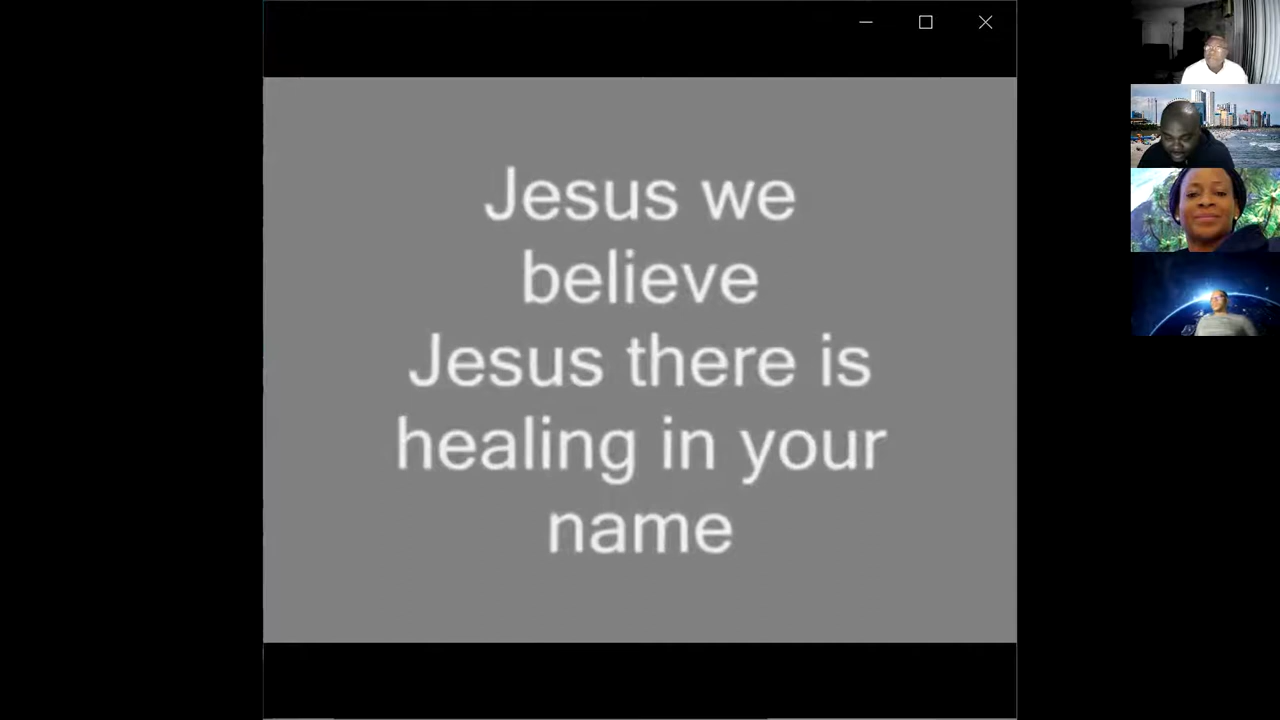 Jesus we
believe
Jesus there is
healing in your
name